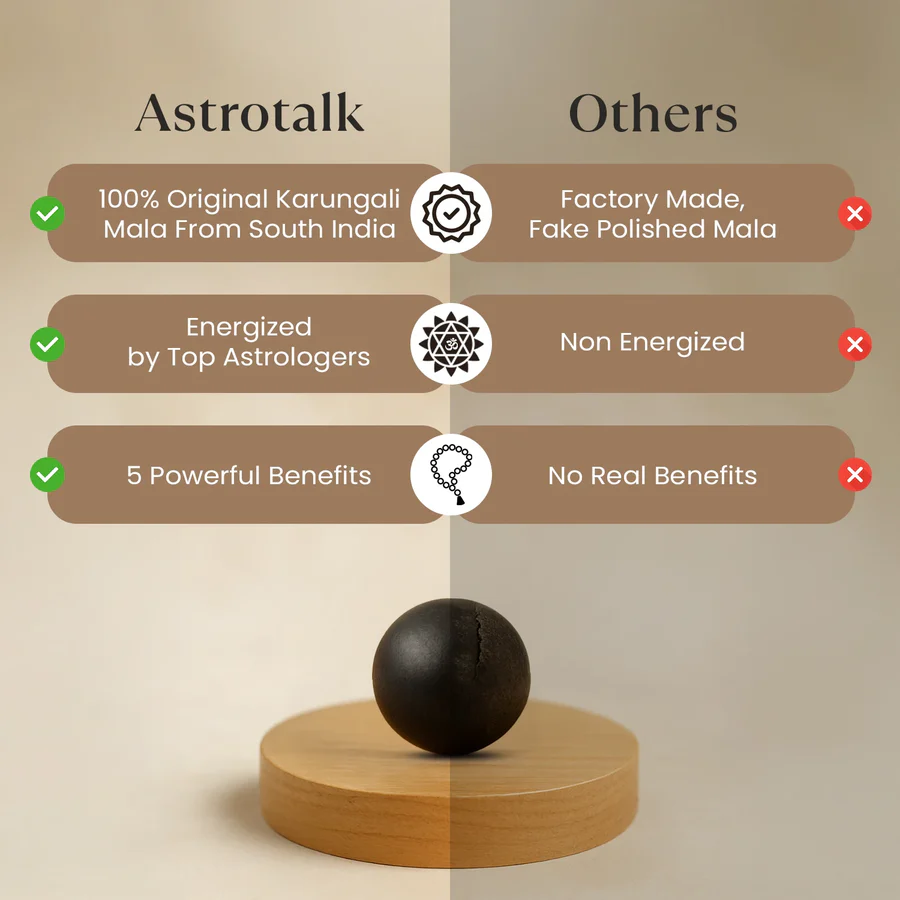 Astrotalk
Others
100% Original Karungali
Mala From South India
Factory Made,
Fake Polished Mala
Energized
by Top Astrologers
ॐ
Non Energized
5 Powerful Benefits
No Real Benefits